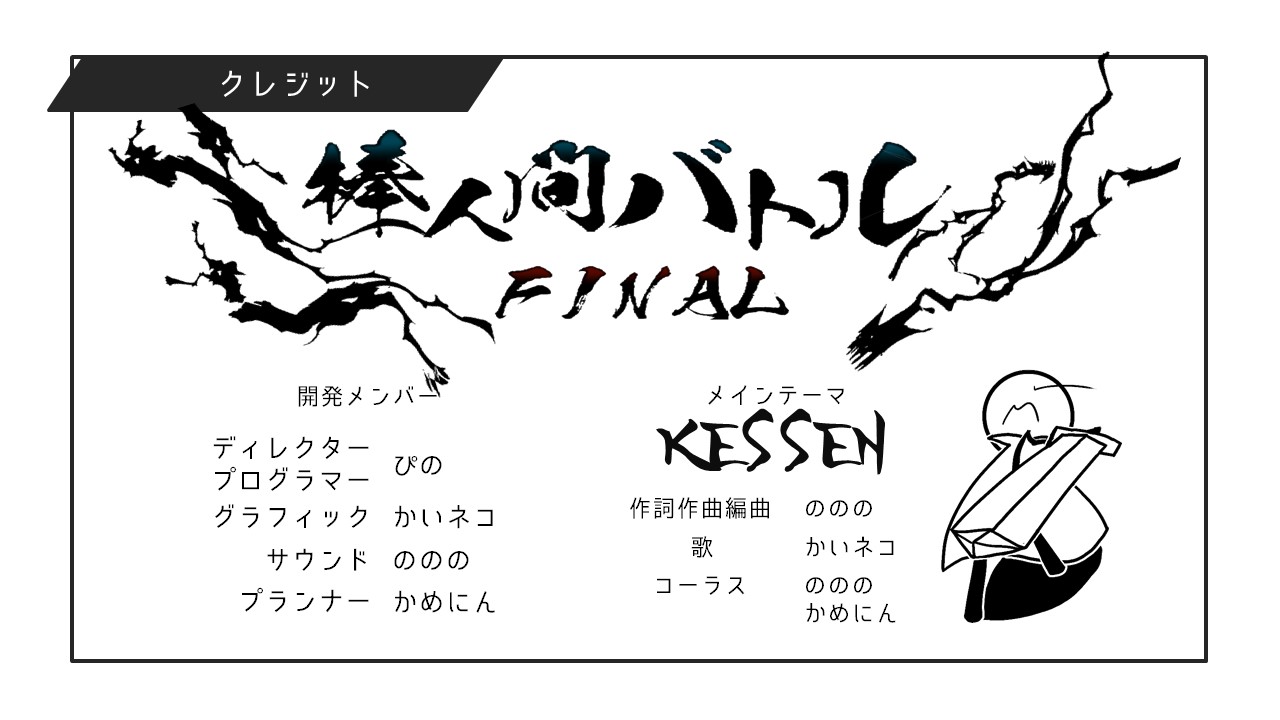 クレジット
棒人間バトル
FINAL
開発メンバー
ディレクター
プログラマー ぴの
グラフィック かいネコ
サウンド ののの
プランナー かめにん
メインテーマ
KESSEN
作詞作曲編曲 ののの
歌 かいネコ
コーラス ののの
かめにん